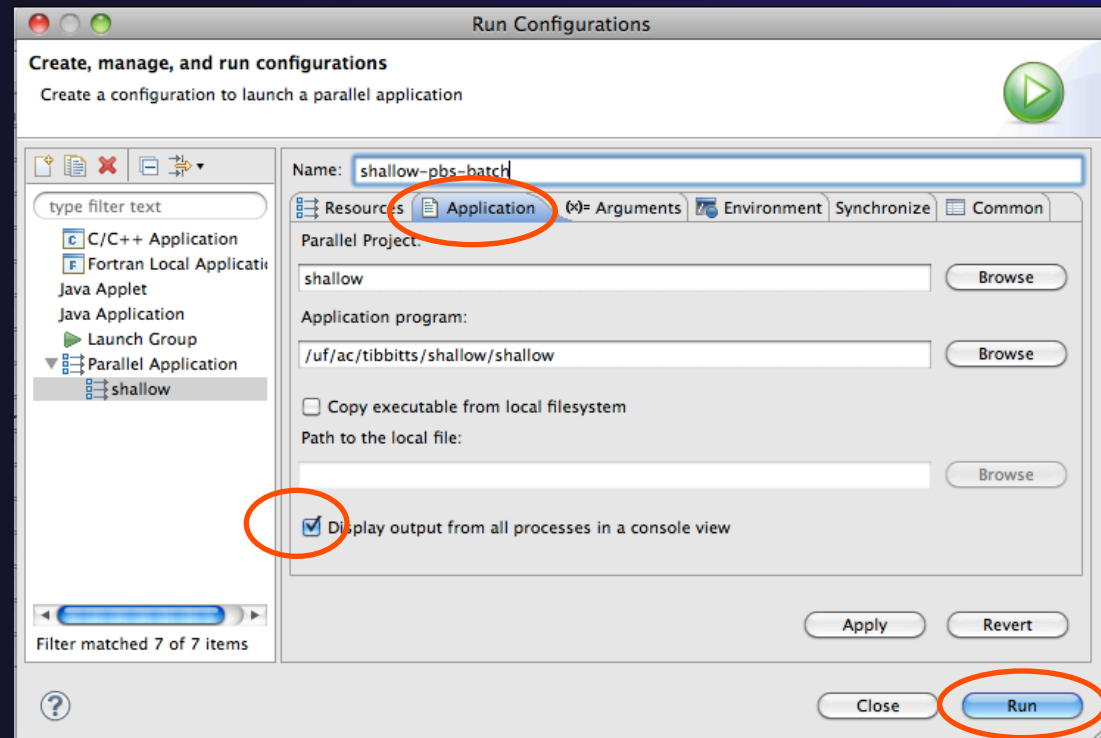 Run Configurations
Create, manage, and run configurations
Create a configuration to launch a parallel application
type filter text
C/C++ Application
Fortran Local Applicatio
Java Applet
Java Application
Launch Group
Parallel Application
shallow
Filter matched 7 of 7 items
Name: shallow-pbs-batch
Resources Application (x)= Arguments Environment Synchronize Common
Parallel Project:
shallow Browse
Application program:
/uf/ac/tibbitts/shallow/shallow Browse
Copy executable from local filesystem
Path to the local file:
Browse
Display output from all processes in a console view
Apply Revert
? Close Run